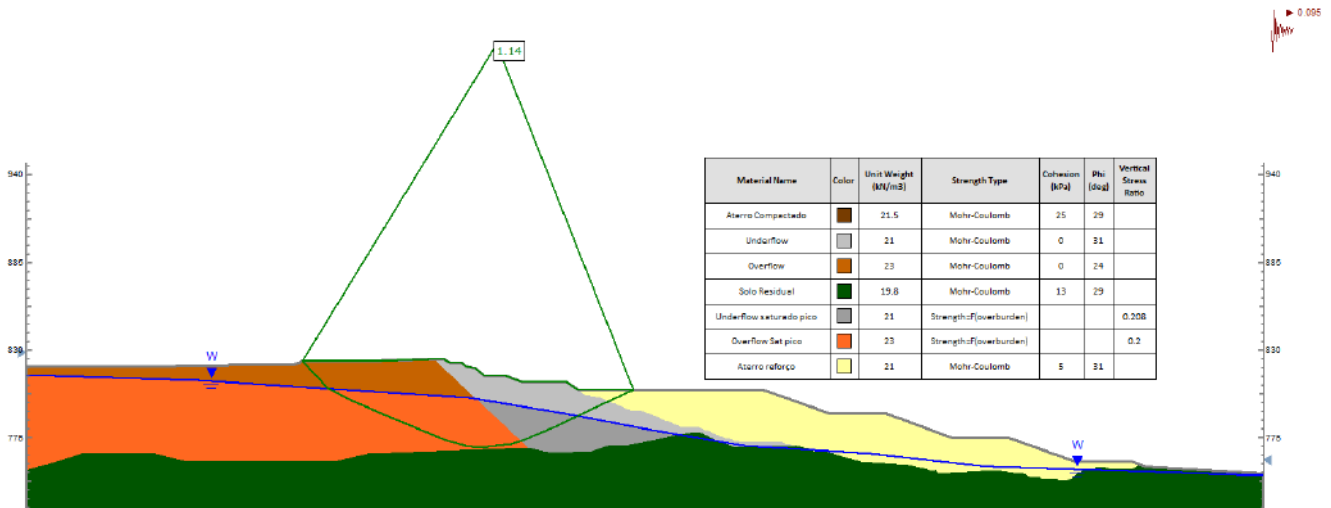 0.095
1.14
940
940
885
885
830
830
775
775
W
W
Material Name Color Unit Weight (kN/m3) Strength Type Cohesion (kPa) Phi (deg) Vertical Stress Ratio
Aterro Compactado 21.5 Mohr-Coulomb 25 29
Underflow 21 Mohr-Coulomb 0 31
Overflow 23 Mohr-Coulomb 0 24
Solo Residual 19.8 Mohr-Coulomb 13 29
Underflow saturado pico 21 Strength=F(overburden) 0.208
Overflow Sat pico 23 Strength=F(overburden) 0.2
Aterro reforço 21 Mohr-Coulomb 5 31